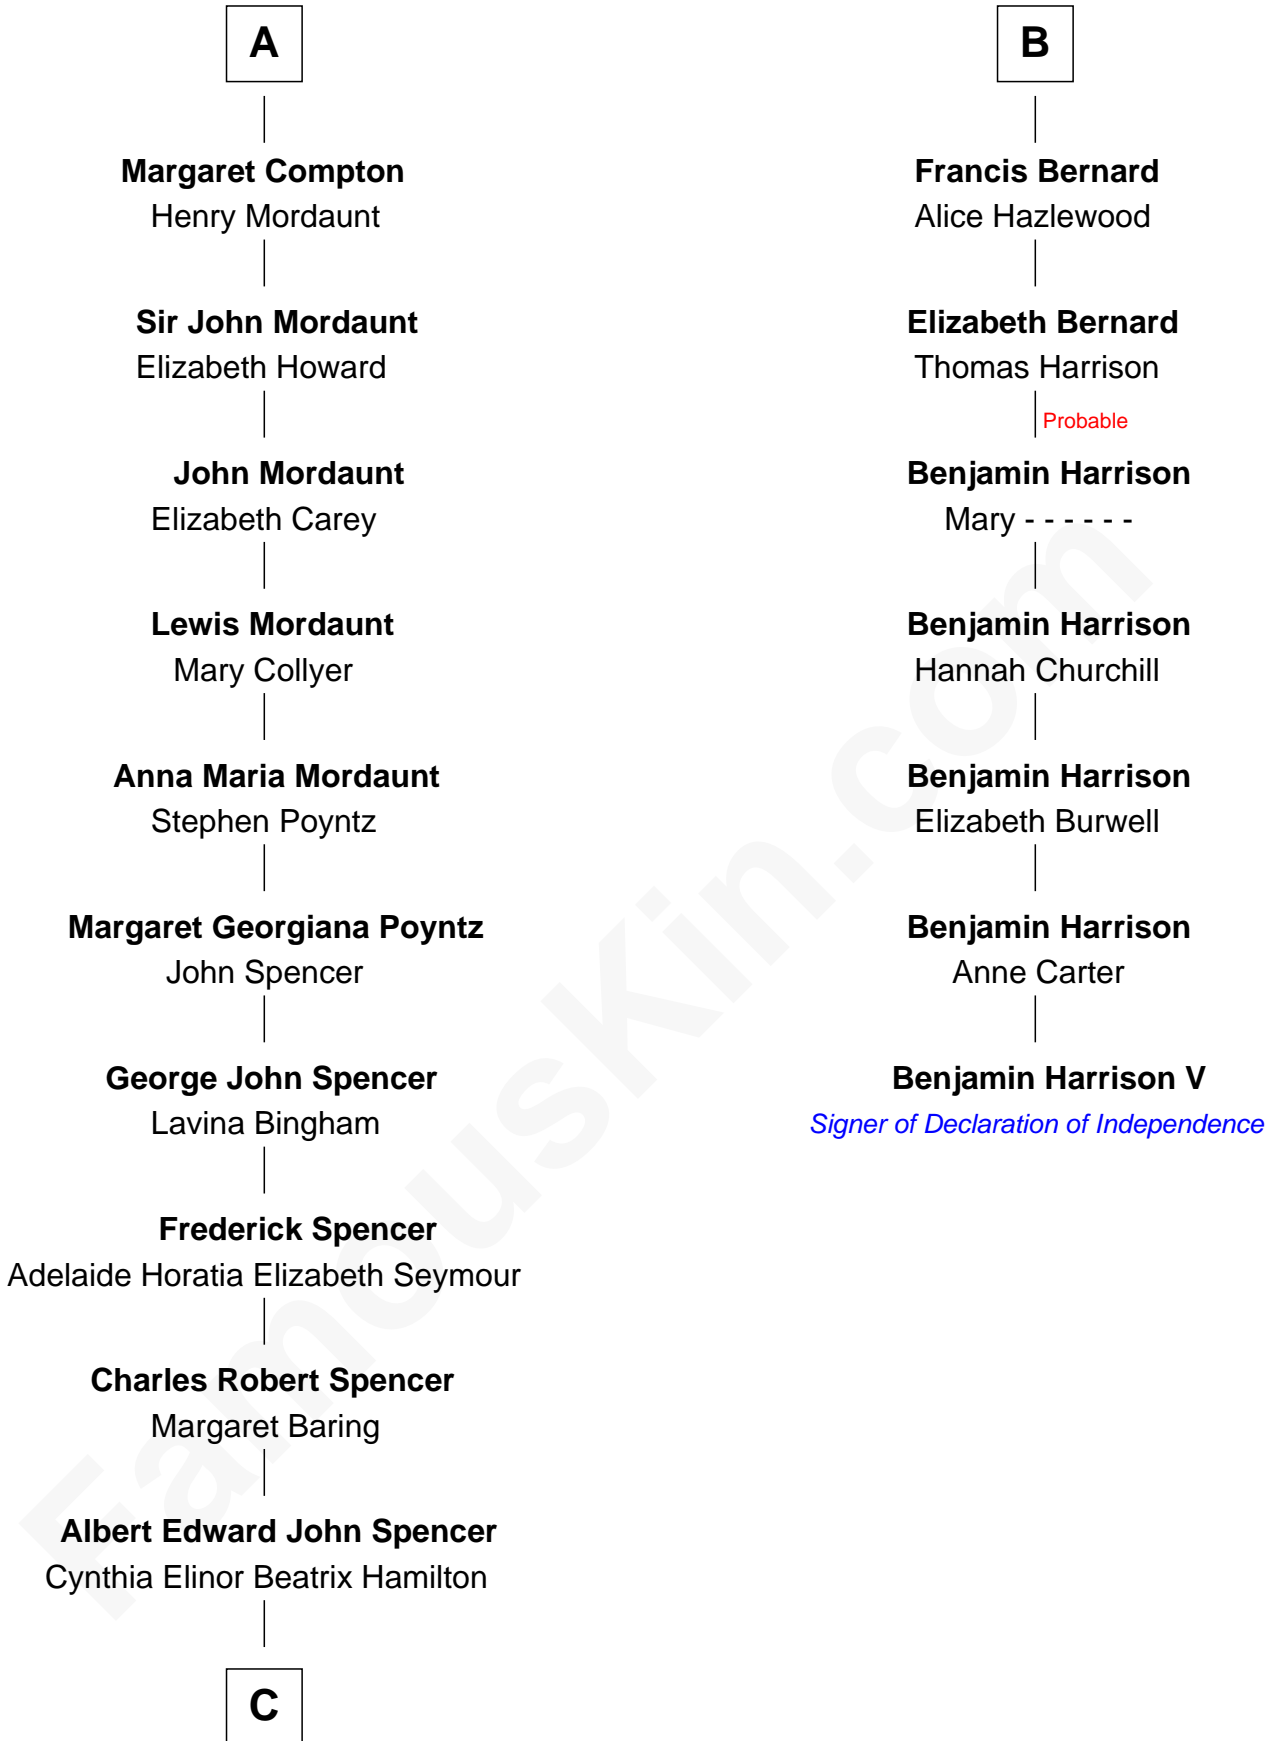 A
Margaret Compton
Henry Mordaunt
Sir John Mordaunt
Elizabeth Howard
John Mordaunt
Elizabeth Carey
Lewis Mordaunt
Mary Collyer
Anna Maria Mordaunt
Stephen Poyntz
Margaret Georgiana Poyntz
John Spencer
George John Spencer
Lavina Bingham
Frederick Spencer
Adelaide Horatia Elizabeth Seymour
Charles Robert Spencer
Margaret Baring
Albert Edward John Spencer
Cynthia Elinor Beatrix Hamilton
C
B
Francis Bernard
Alice Hazlewood
Elizabeth Bernard
Thomas Harrison
Probable
Benjamin Harrison
Mary - - - - - -
Benjamin Harrison
Hannah Churchill
Benjamin Harrison
Elizabeth Burwell
Benjamin Harrison
Anne Carter
Benjamin Harrison V
Signer of Declaration of Independence
FamousKin.com